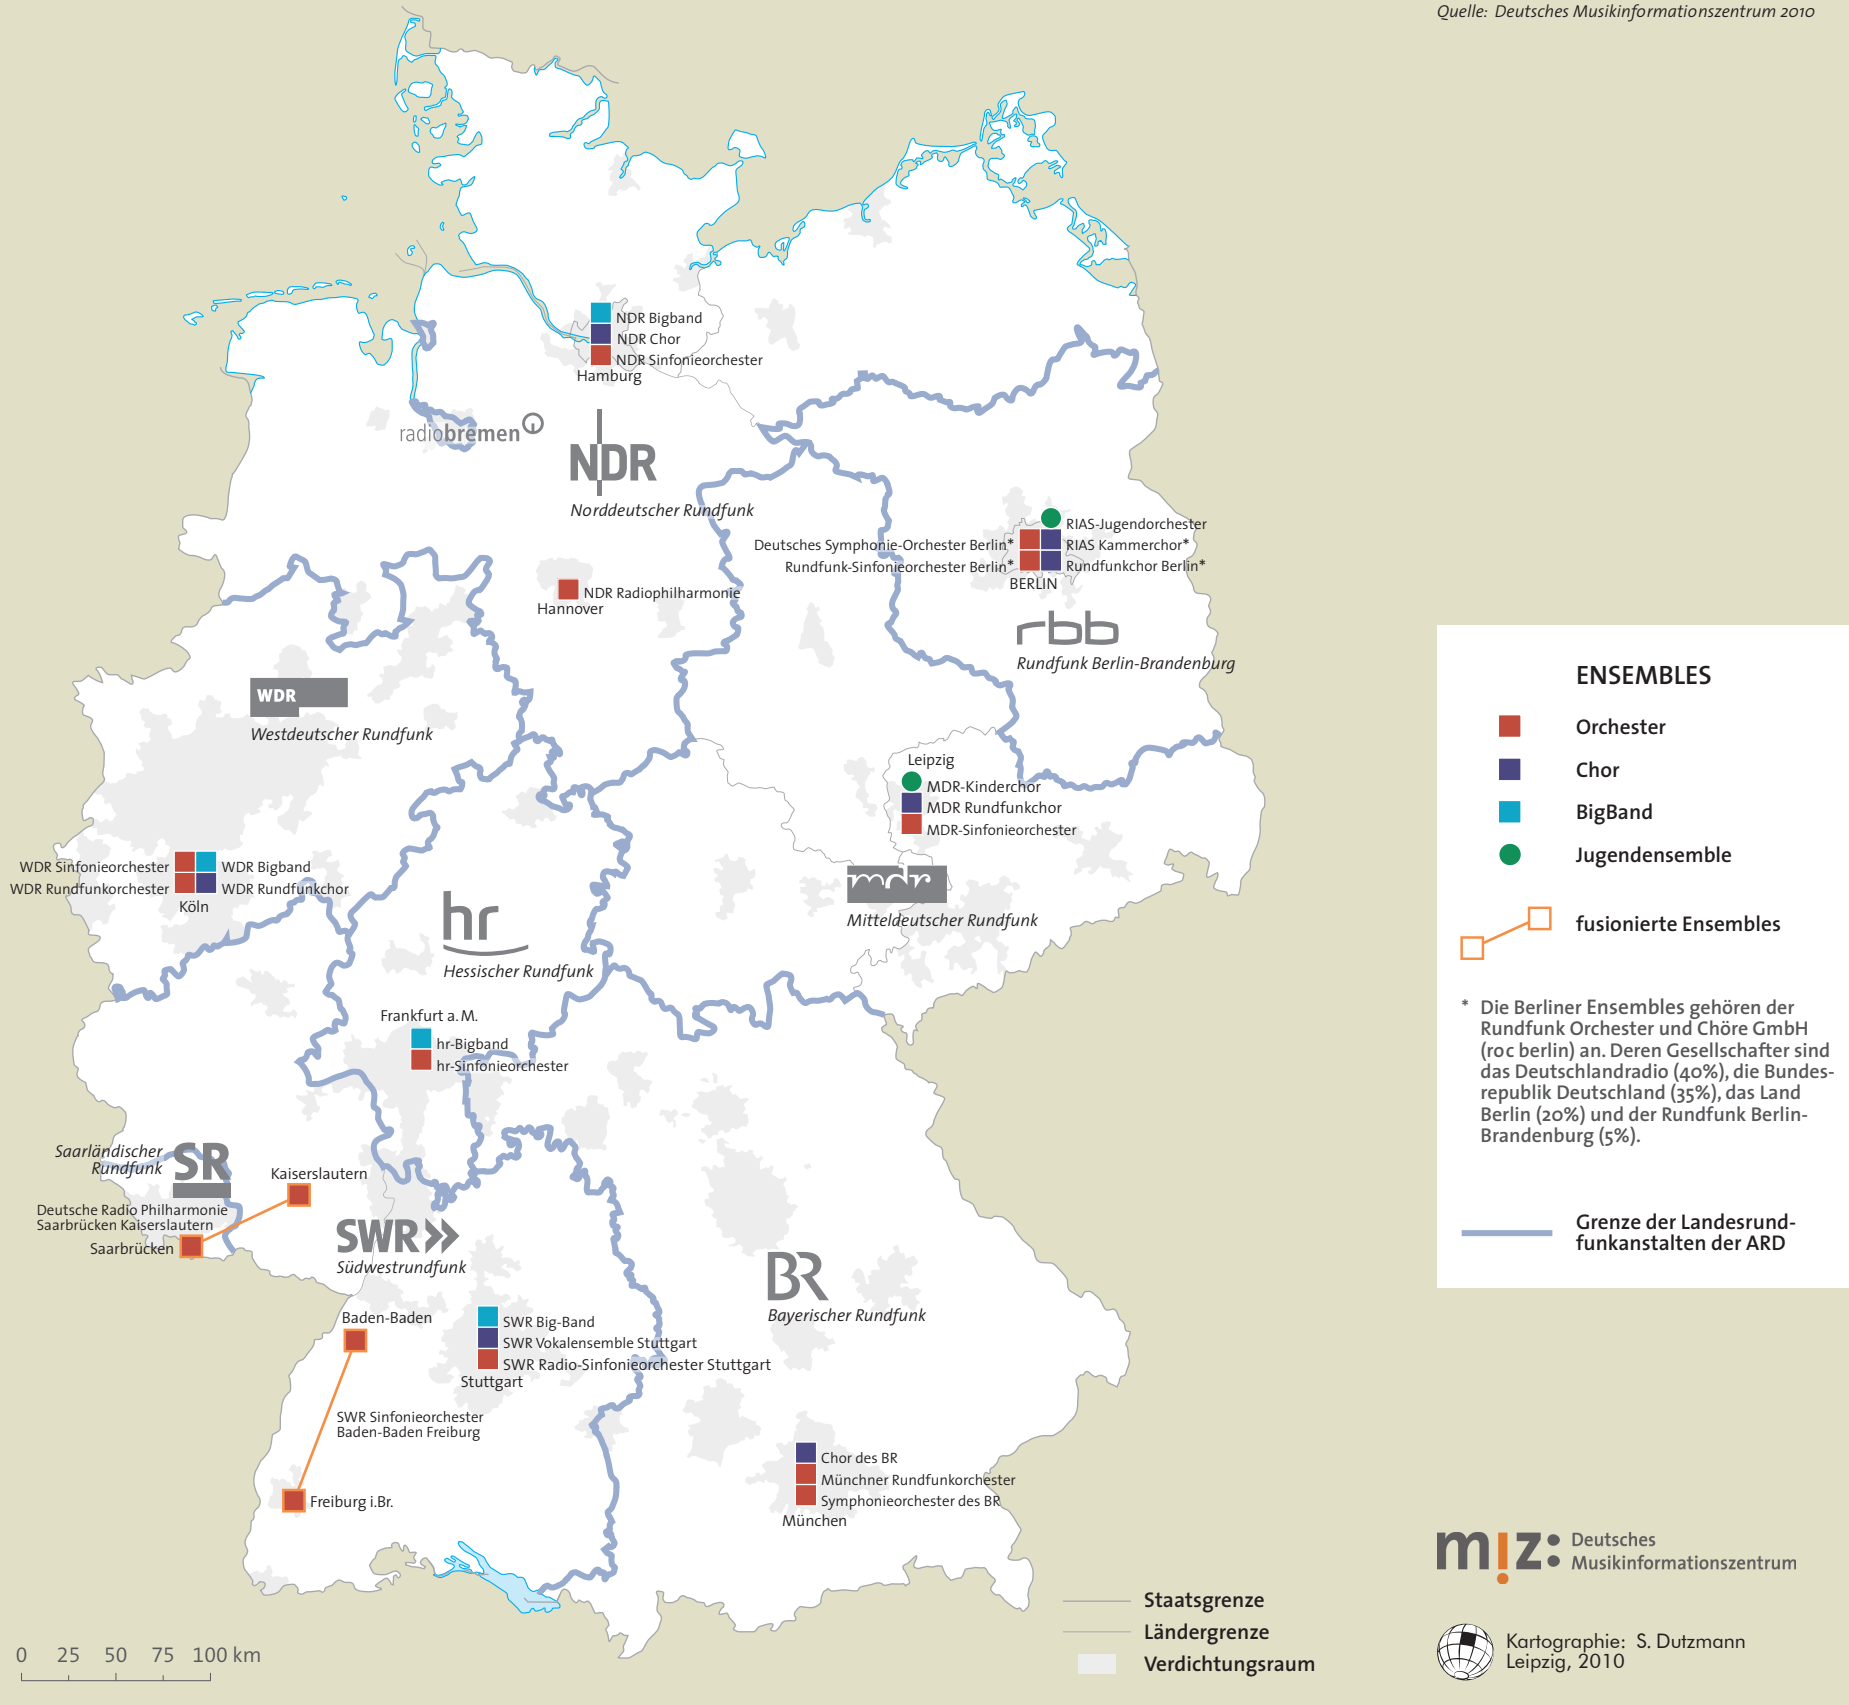 Quelle: Deutsches Musikinformationszentrum 2010
NDR Bigband
NDR Chor
NDR Sinfonieorchester
Hamburg
radiobremen
NDR
Norddeutscher Rundfunk
RIAS-Jugendorchester
Deutsches Symphonie-Orchester Berlin*
RIAS Kammerchor*
Rundfunk-Sinfonieorchester Berlin*
Rundfunkchor Berlin*
BERLIN
NDR Radiophilharmonie
Hannover
rbb
Rundfunk Berlin-Brandenburg
WDR
Westdeutscher Rundfunk
Leipzig
MDR-Kinderchor
MDR Rundfunkchor
MDR-Sinfonieorchester
WDR Sinfonieorchester
WDR Bigband
WDR Rundfunkorchester
WDR Rundfunkchor
Köln
mdr
Mitteldeutscher Rundfunk
hr
Hessischer Rundfunk
Frankfurt a. M.
hr-Bigband
hr-Sinfonieorchester
Saarländischer
Rundfunk
SR
Kaiserslautern
Deutsche Radio Philharmonie
Saarbrücken Kaiserslautern
Saarbrücken
SWR
Südwestrundfunk
BR
Bayerischer Rundfunk
Baden-Baden
SWR Big-Band
SWR Vokalensemble Stuttgart
SWR Radio-Sinfonieorchester Stuttgart
Stuttgart
SWR Sinfonieorchester
Baden-Baden Freiburg
Freiburg i.Br.
Chor des BR
Münchner Rundfunkorchester
Symphonieorchester des BR
München
ENSEMBLES
Orchester
Chor
BigBand
Jugendensemble
fusionierte Ensembles
* Die Berliner Ensembles gehören der
Rundfunk Orchester und Chöre GmbH
(roc berlin) an. Deren Gesellschafter sind
das Deutschlandradio (40%), die Bundes-
republik Deutschland (35%), das Land
Berlin (20%) und der Rundfunk Berlin-
Brandenburg (5%).
Grenze der Landesrund-
funkanstalten der ARD
Staatsgrenze
Ländergrenze
Verdichtungsraum
0 25 50 75 100 km
miz:
Deutsches
Musikinformationszentrum
Kartographie: S. Dutzmann
Leipzig, 2010